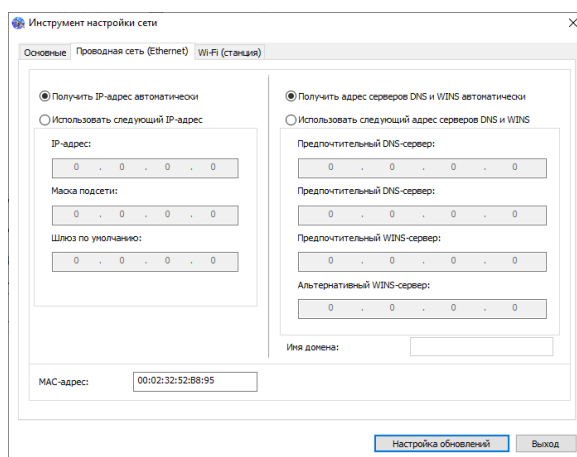 Инструмент настройки сети
Основные Проводная сеть (Ethernet) Wi-Fi (станция)
Получить IP-адрес автоматически
Использовать следующий IP-адрес
IP-адрес:
0 . 0 . 0 . 0
Маска подсети:
0 . 0 . 0 . 0
Шлюз по умолчанию:
0 . 0 . 0 . 0
Получить адрес серверов DNS и WINS автоматически
Использовать следующий адрес серверов DNS и WINS
Предпочтительный DNS-сервер:
0 . 0 . 0 . 0
Предпочтительный DNS-сервер:
0 . 0 . 0 . 0
Предпочтительный WINS-сервер:
0 . 0 . 0 . 0
Альтернативный WINS-сервер:
0 . 0 . 0 . 0
Имя домена:
MAC-адрес: 00:02:32:52:B8:95
Настройка обновлений Выход